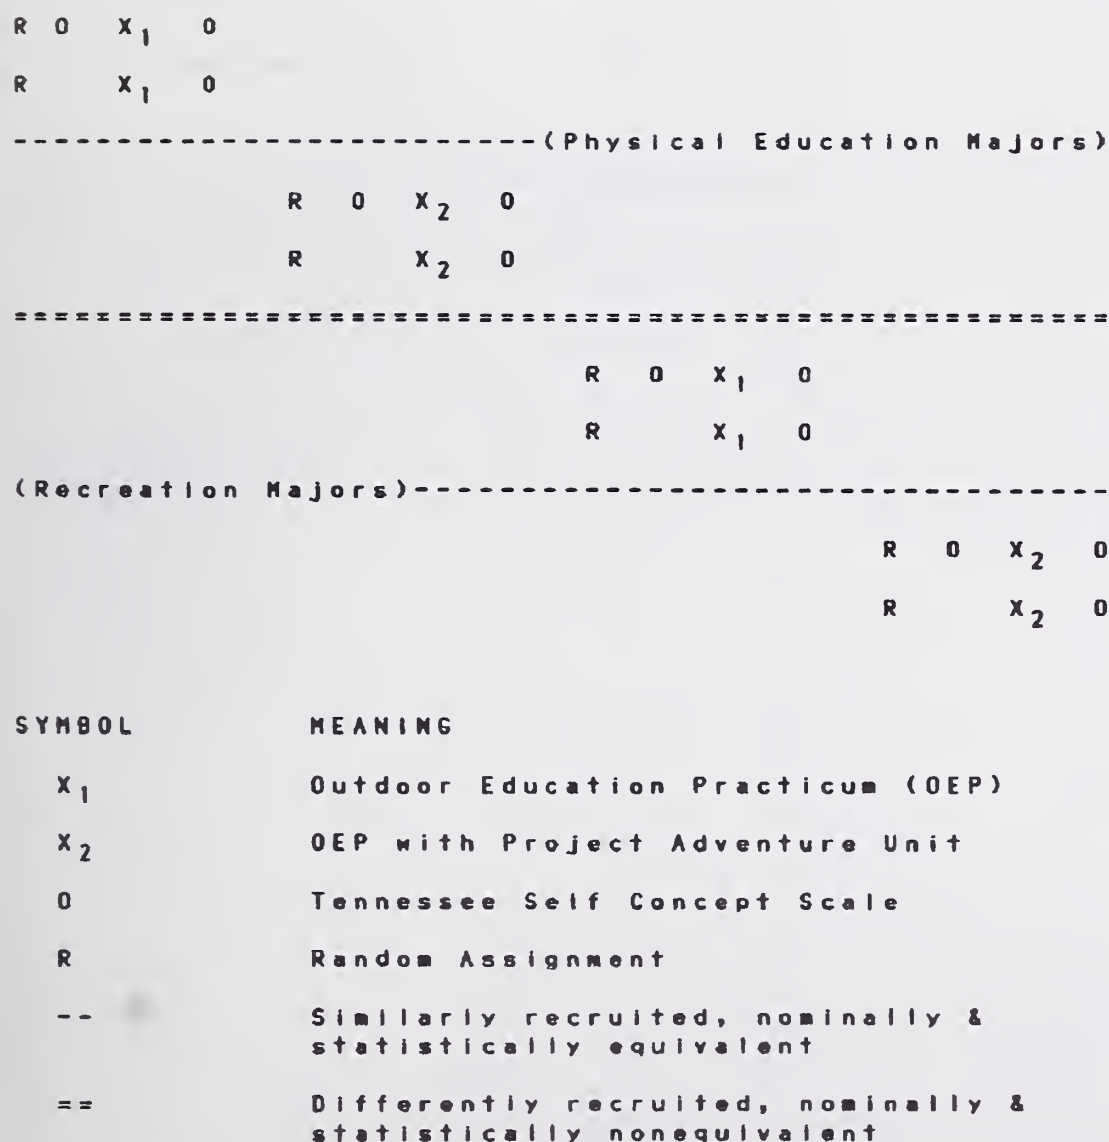 R O X1 O
R X1 O
--------------------------(Physical Education Majors)
R O X2 O
R X2 O
====================================================
R O X1 O
R X1 O
(Recreation Majors)---------------------------------
R O X2 O
R X2 O
SYMBOL MEANING
X1 Outdoor Education Practicum (OEP)
X2 OEP with Project Adventure Unit
O Tennessee Self Concept Scale
R Random Assignment
-- Similarly recruited, nominally &
statistically equivalent
== Differently recruited, nominally &
statistically nonequivalent